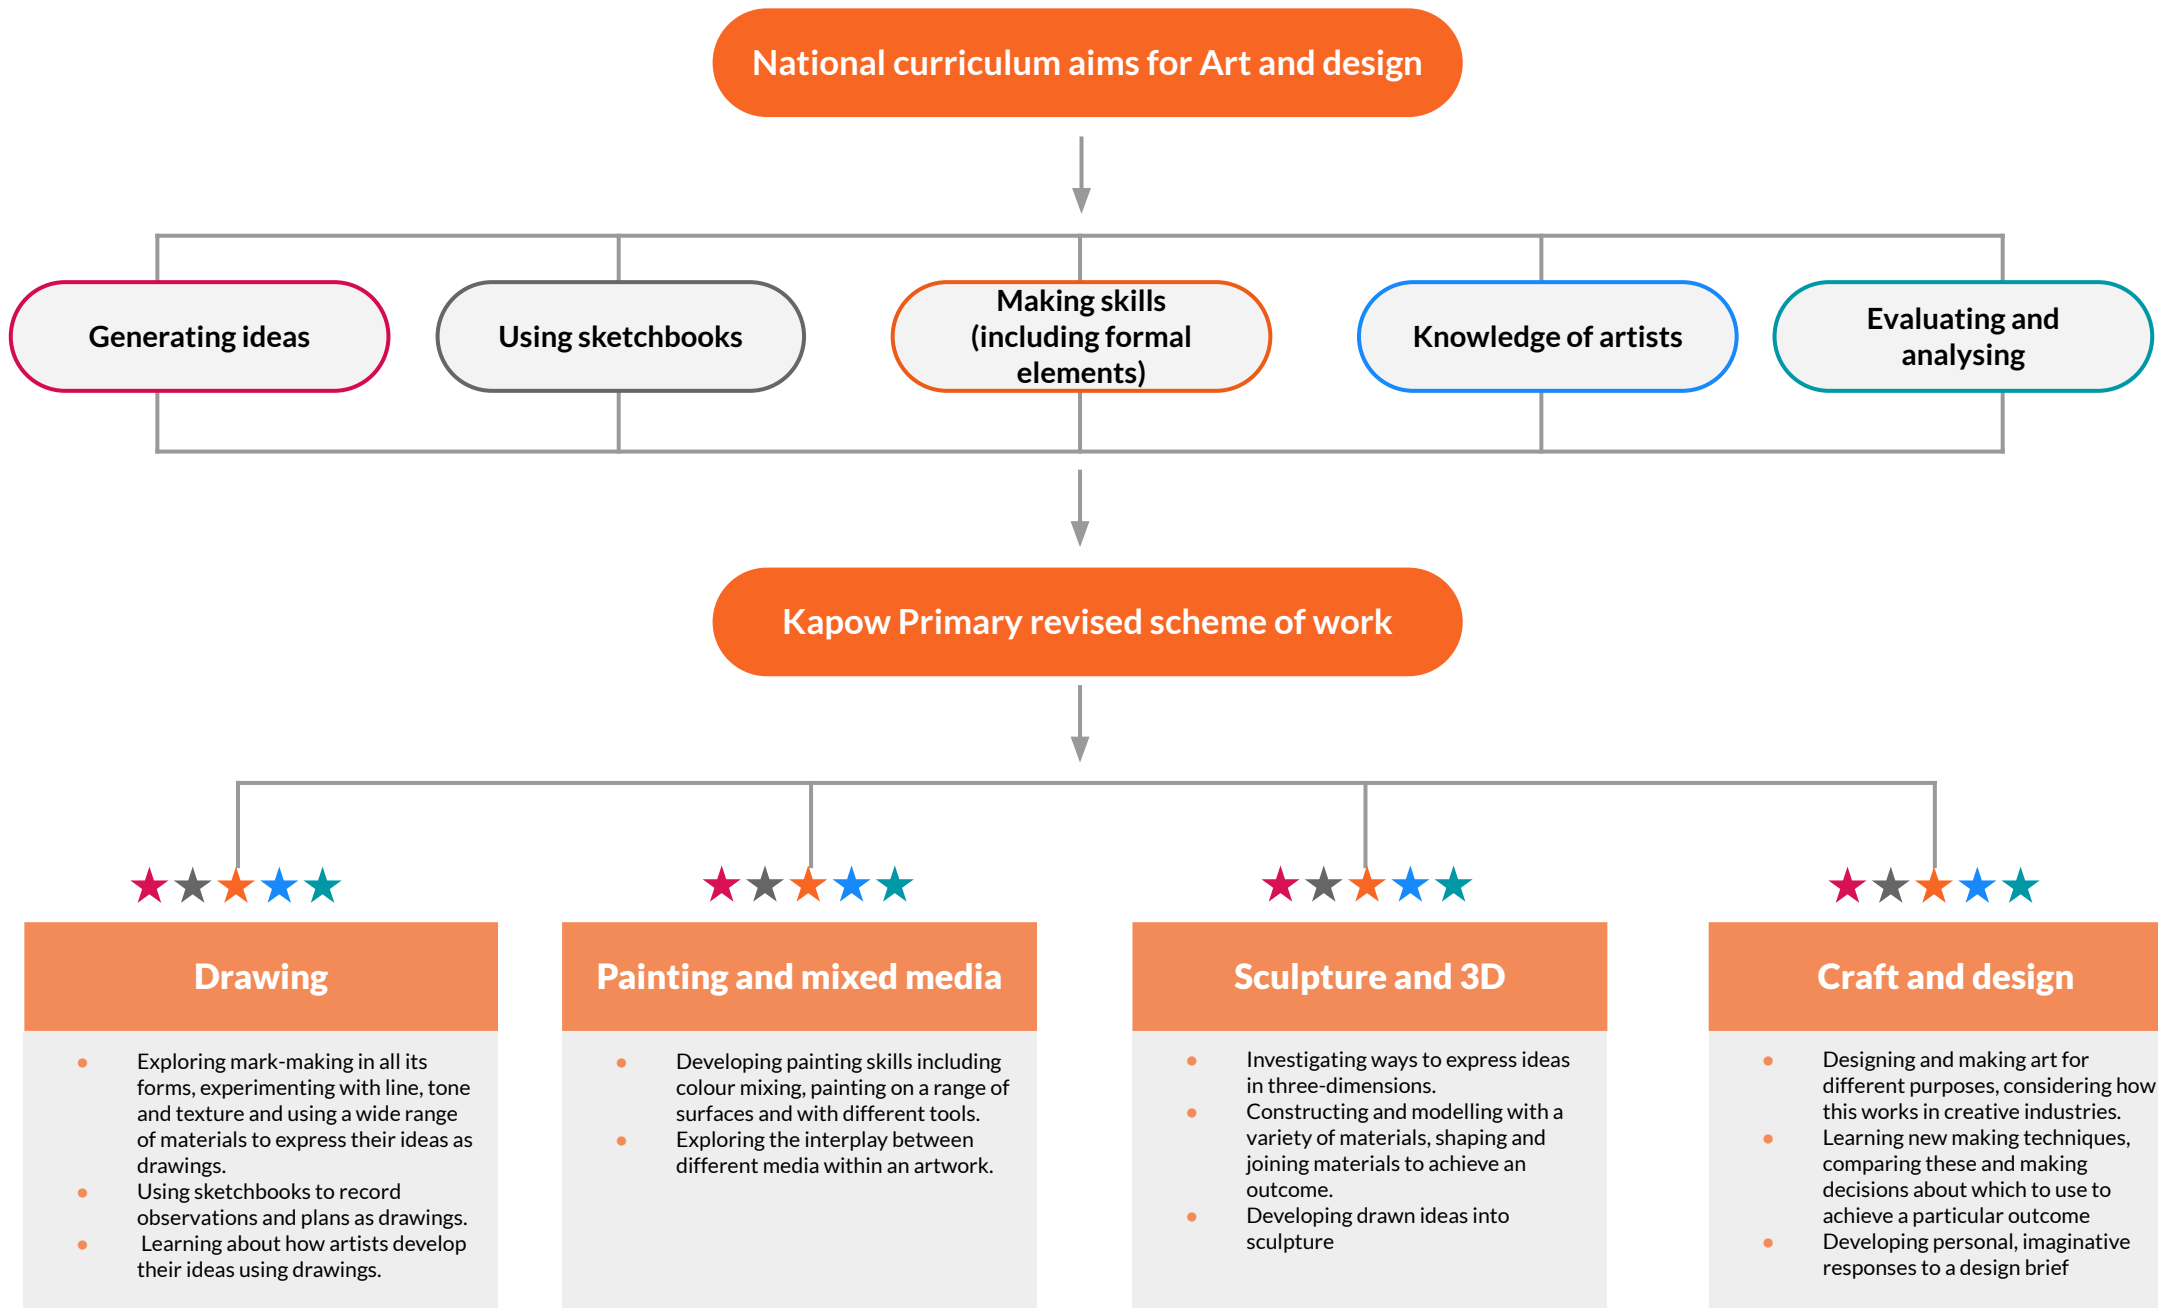 National curriculum aims for Art and design
Generating ideas
Using sketchbooks
Making skills
(including formal
elements)
Knowledge of artists
Evaluating and
analysing
Kapow Primary revised scheme of work
Drawing
● Exploring mark-making in all its
forms, experimenting with line, tone
and texture and using a wide range
of materials to express their ideas as
drawings.
● Using sketchbooks to record
observations and plans as drawings.
● Learning about how artists develop
their ideas using drawings.
Painting and mixed media
● Developing painting skills including
colour mixing, painting on a range of
surfaces and with different tools.
● Exploring the interplay between
different media within an artwork.
Sculpture and 3D
● Investigating ways to express ideas
in three-dimensions.
● Constructing and modelling with a
variety of materials, shaping and
joining materials to achieve an
outcome.
● Developing drawn ideas into
sculpture
Craft and design
● Designing and making art for
different purposes, considering how
this works in creative industries.
● Learning new making techniques,
comparing these and making
decisions about which to use to
achieve a particular outcome
● Developing personal, imaginative
responses to a design brief